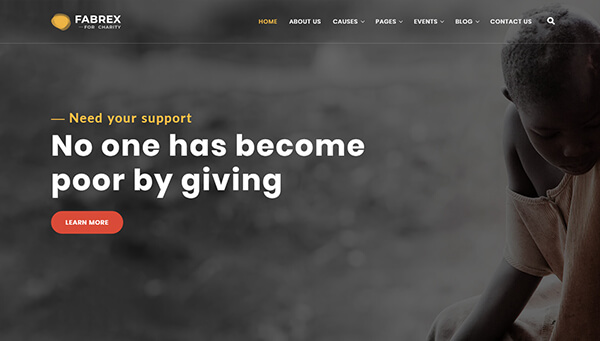 FABREX
FOR CHARITY
HOME ABOUT US CAUSES PAGES EVENTS BLOG CONTACT US
— Need your support
No one has become
poor by giving
LEARN MORE